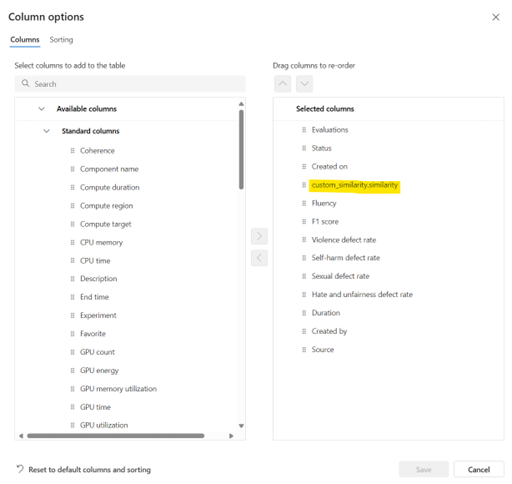 Column options
Columns Sorting
Select columns to add to the table
Search
Available columns
Standard columns
Coherence
Component name
Compute duration
Compute region
Compute target
CPU memory
CPU time
Description
End time
Experiment
Favorite
GPU count
GPU energy
GPU memory utilization
GPU time
GPU utilization
Drag columns to re-order
Selected columns
Evaluations
Status
Created on
custom_similarity.similarity
Fluency
F1 score
Violence defect rate
Self-harm defect rate
Sexual defect rate
Hate and unfairness defect rate
Duration
Created by
Source
Reset to default columns and sorting
Save Cancel